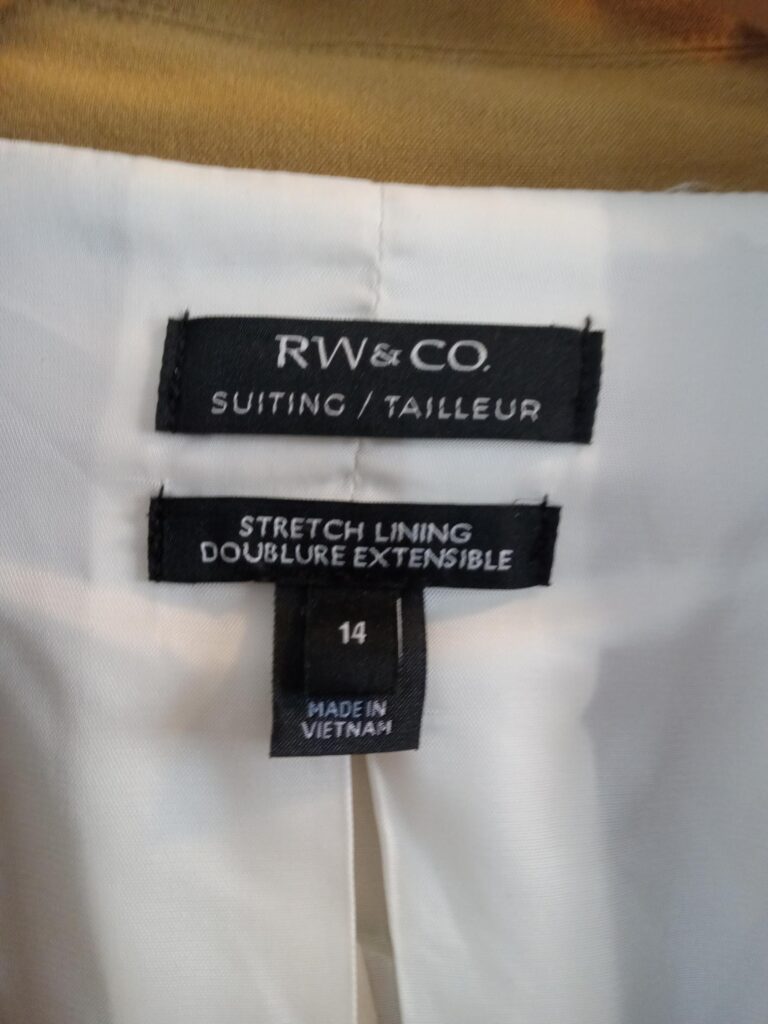 RW&CO.
SUITING / TAILLEUR
STRETCH LINING
DOUBLURE EXTENSIBLE
14
MADE IN
VIETNAM